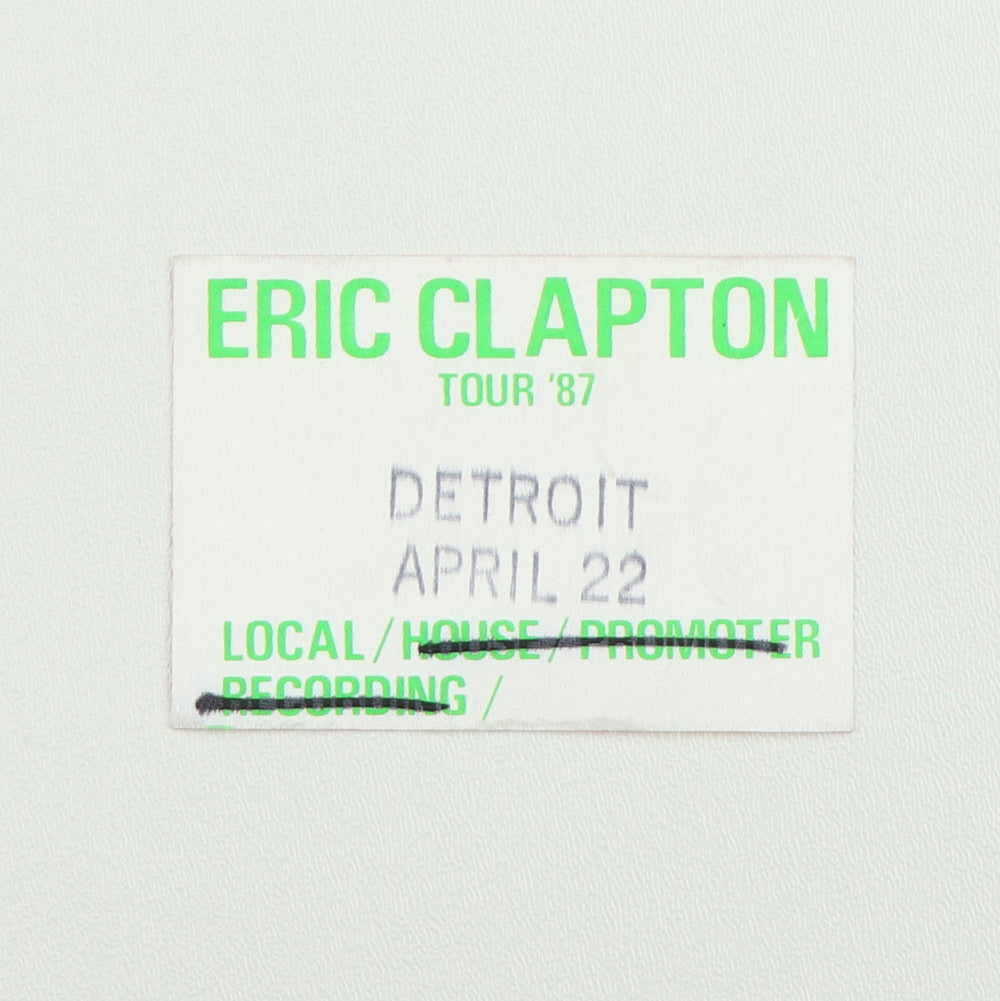 ERIC CLAPTON
TOUR '87
DETROIT
APRIL 22
LOCAL / HOUSE / PROMOTER
RECORDING /